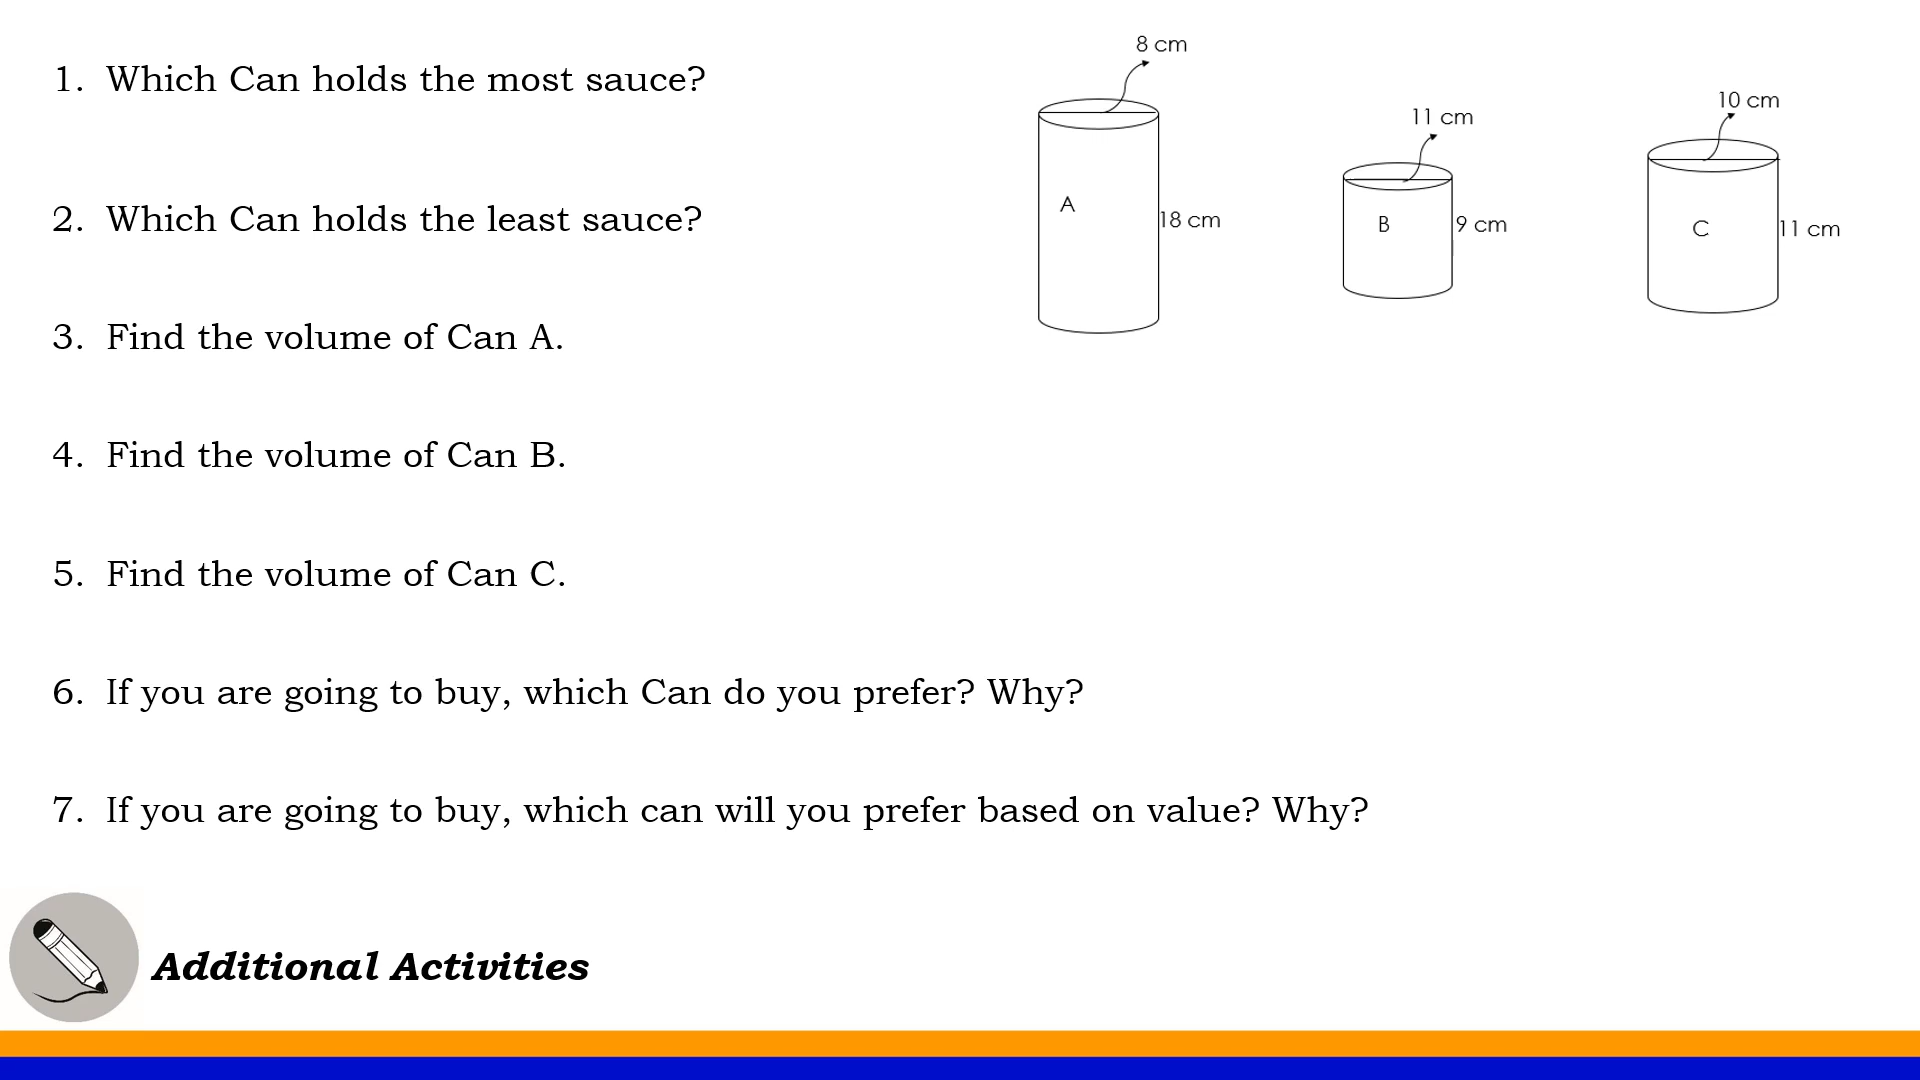 1. Which Can holds the most sauce?
2. Which Can holds the least sauce?
3. Find the volume of Can A.
4. Find the volume of Can B.
5. Find the volume of Can C.
6. If you are going to buy, which Can do you prefer? Why?
7. If you are going to buy, which can will you prefer based on value? Why?
8 cm
A
18 cm
11 cm
B
9 cm
10 cm
C
11 cm
Additional Activities